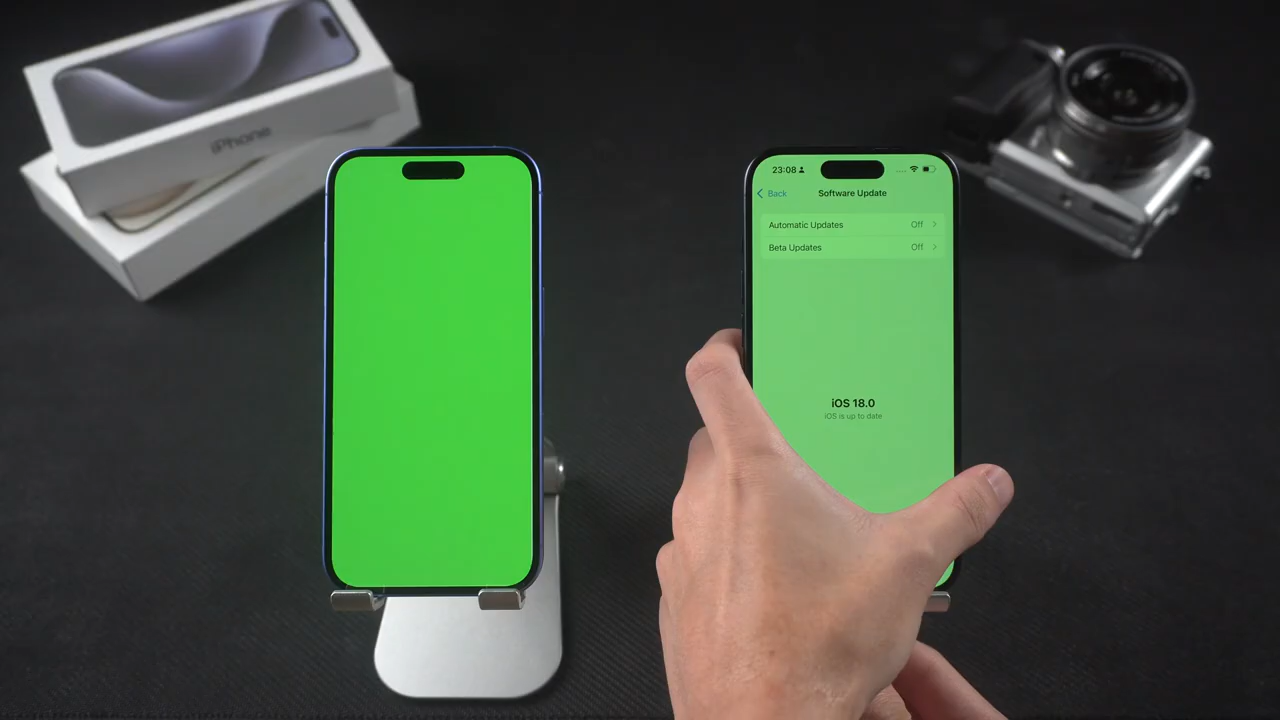 iPhone
23:08
Back
Software Update
Automatic Updates Off
Beta Updates Off
iOS 18.0
iOS is up to date